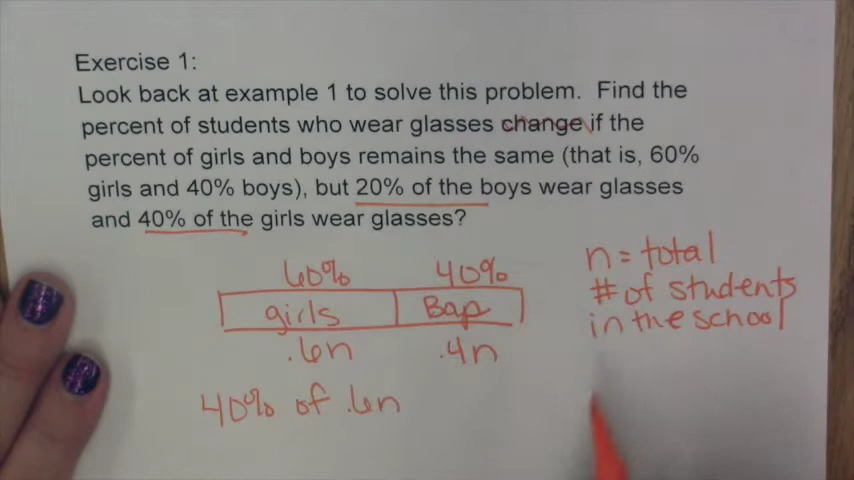 Exercise 1:
Look back at example 1 to solve this problem. Find the
percent of students who wear glasses change if the
percent of girls and boys remains the same (that is, 60%
girls and 40% boys), but 20% of the boys wear glasses
and 40% of the girls wear glasses?
60% 40%
girls Boys
.6n .4n
40% of .6n
n = total
# of students
in the school